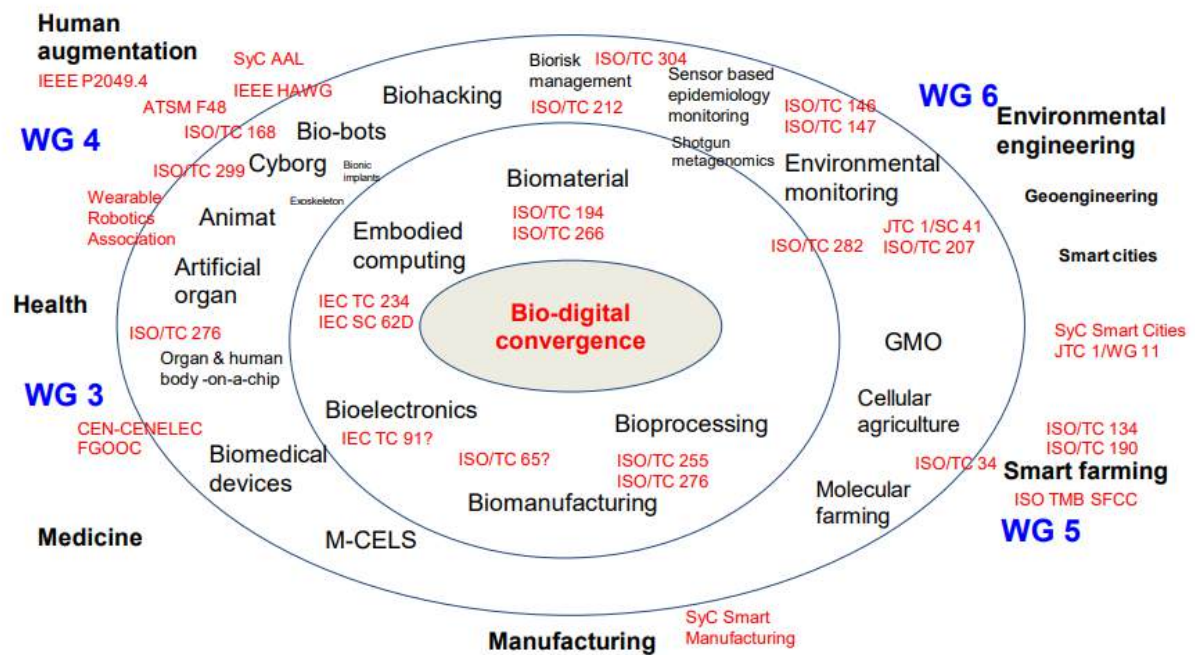 Human
augmentation
IEEE P2049.4
SyC AAL
IEEE HAWG
ATSM F48
ISO/TC 168
WG 4
ISO/TC 299
Wearable
Robotics
Association
Biohacking
Bio-bots
Cyborg
Bionic
implants
Exoskeleton
Animat
Artificial
organ
Biorisk
management
ISO/TC 304
ISO/TC 212
Sensor based
epidemiology
monitoring
Shotgun
metagenomics
ISO/TC 146
ISO/TC 147
Environmental
monitoring
JTC 1/SC 41
ISO/TC 207
ISO/TC 282
WG 6
Environmental
engineering
Geoengineering
Smart cities
SyC Smart Cities
JTC 1/WG 11
Biomaterial
ISO/TC 194
ISO/TC 266
Embodied
computing
IEC TC 234
IEC SC 62D
Bio-digital
convergence
Health
ISO/TC 276
Organ & human
body -on-a-chip
WG 3
CEN-CENELEC
FGOOC
Biomedical
devices
Medicine
M-CELS
Bioelectronics
IEC TC 91?
ISO/TC 65?
Bioprocessing
ISO/TC 255
ISO/TC 276
Biomanufacturing
GMO
Cellular
agriculture
ISO/TC 34
Molecular
farming
ISO/TC 134
ISO/TC 190
Smart farming
ISO TMB SFCC
WG 5
Manufacturing
SyC Smart
Manufacturing